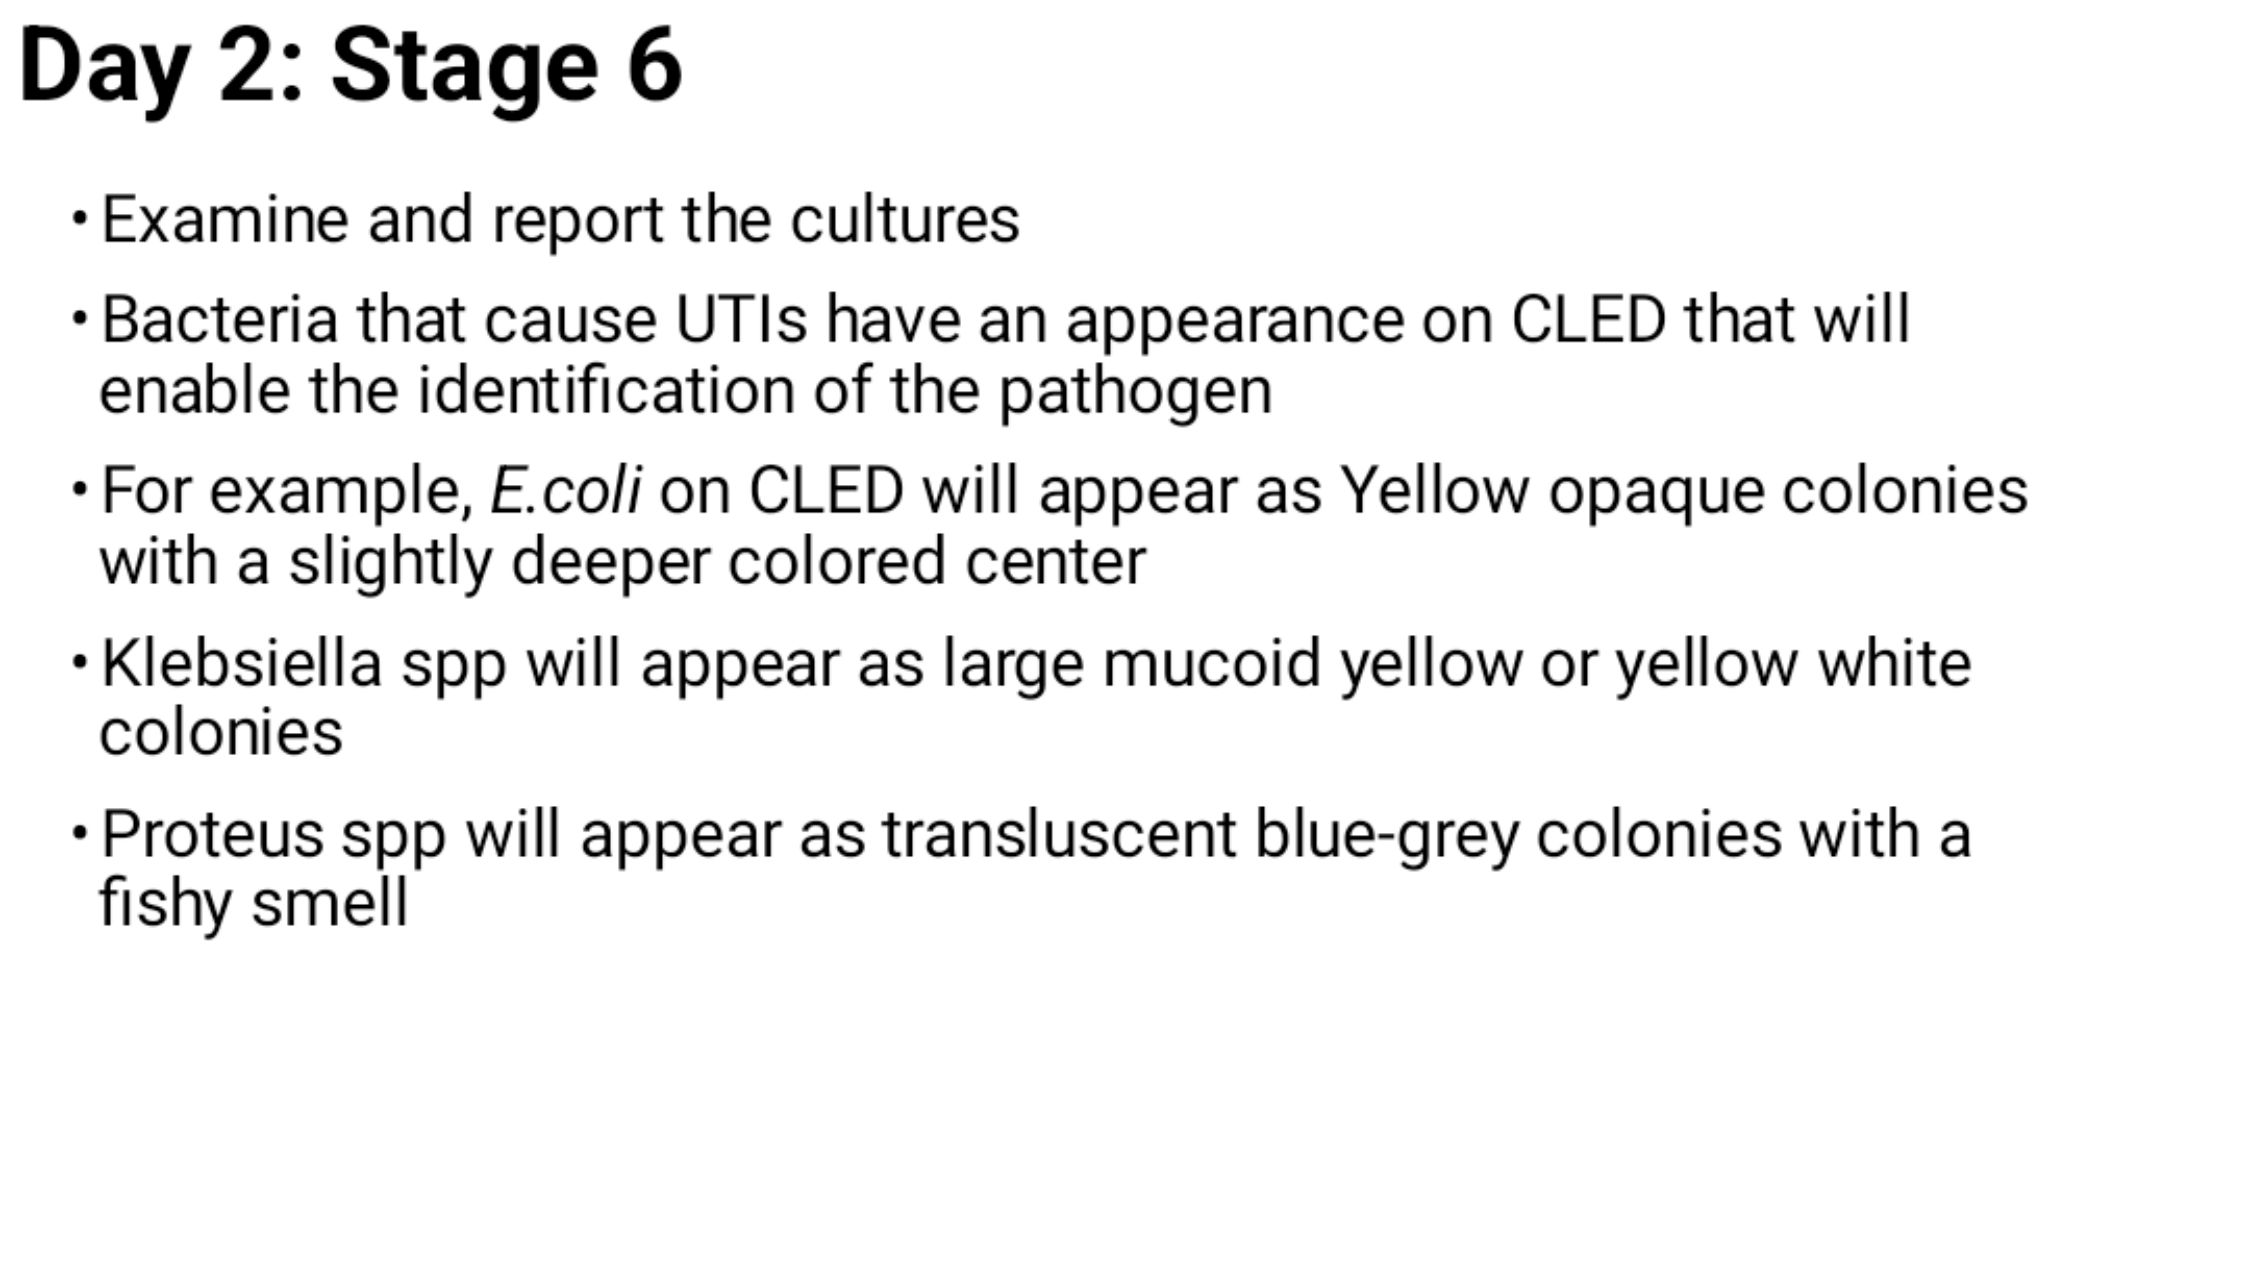 Day 2: Stage 6
• Examine and report the cultures
• Bacteria that cause UTIs have an appearance on CLED that will
enable the identification of the pathogen
• For example, E.coli on CLED will appear as Yellow opaque colonies
with a slightly deeper colored center
• Klebsiella spp will appear as large mucoid yellow or yellow white
colonies
• Proteus spp will appear as transluscent blue-grey colonies with a
fishy smell